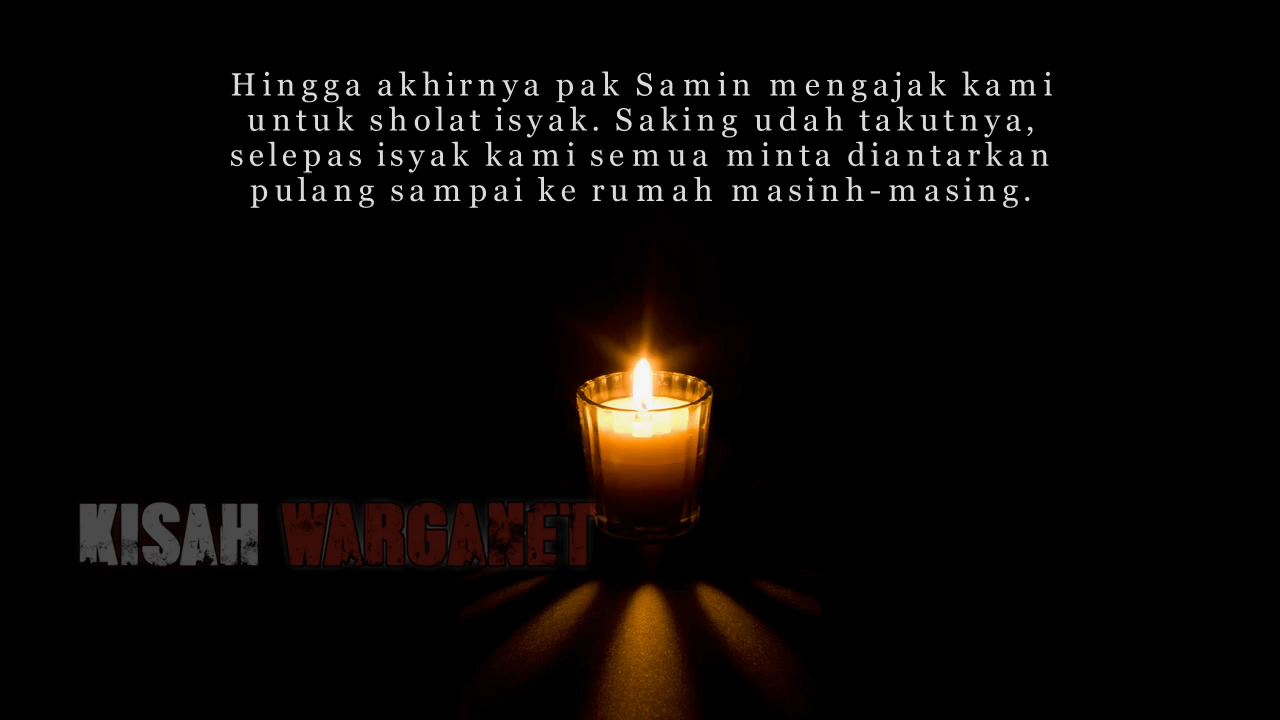 Hingga akhirnya pak Samin mengajak kami
untuk sholat isyak. Saking udah takutnya,
selepas isyak kami semua minta diantarkan
pulang sampai ke rumah masinh-masing.
KISAH WARGANET